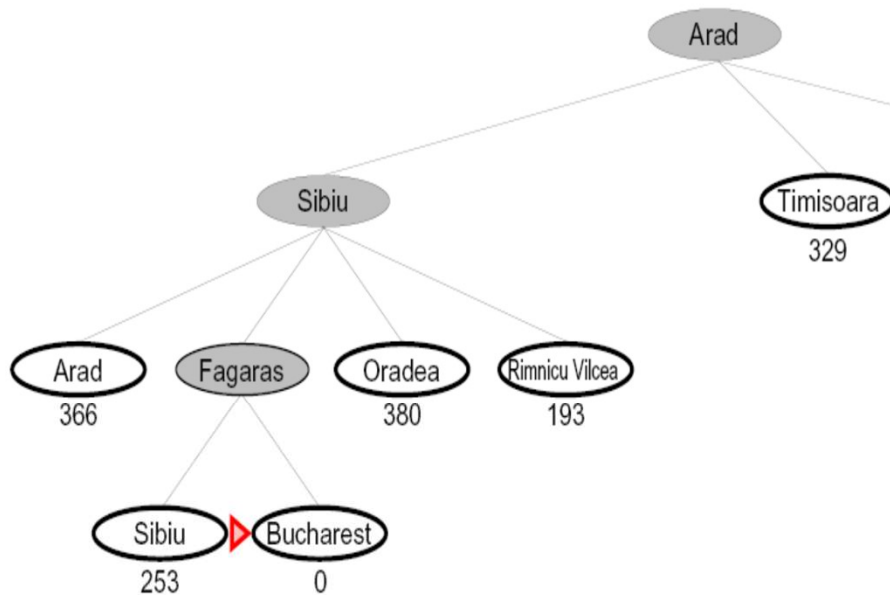 Arad
Sibiu
Timisoara
329
Arad
Fagaras
Oradea
Rimnicu Vilcea
366
380
193
Sibiu
Bucharest
253
0